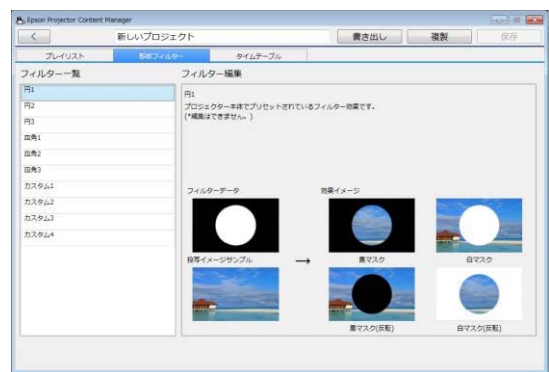 Epson Projector Content Manager
新しいプロジェクト 書き出し 複製 保存
プレイリスト 形状フィルター タイムテーブル
フィルター一覧 フィルター編集
円1
円2
円3
四角1
四角2
四角3
カスタム1
カスタム2
カスタム3
カスタム4
円1
プロジェクター本体でプリセットされているフィルター効果です。
(*編集はできません。)
フィルターデータ 効果イメージ
投写イメージサンプル → 黒マスク 白マスク
黒マスク(反転) 白マスク(反転)